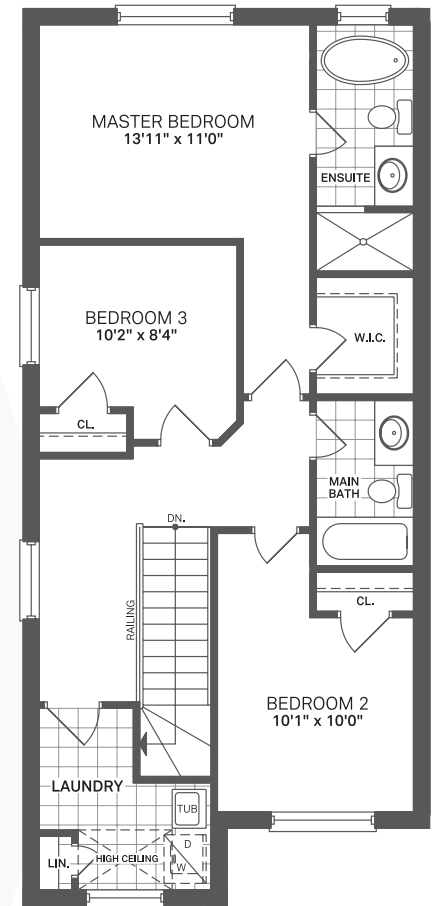 MASTER BEDROOM
13'11" x 11'0"
ENSUITE
BEDROOM 3
10'2" x 8'4"
W.I.C.
CL.
MAIN
BATH
DN.
RAILING
CL.
BEDROOM 2
10'1" x 10'0"
LAUNDRY
TUB
D
W
LIN.
HIGH CEILING